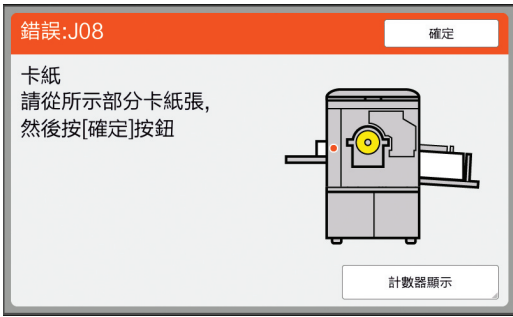 錯誤:J08
確定
卡紙
請從所示部分卡紙張，
然後按[確定]按鈕
計數器顯示